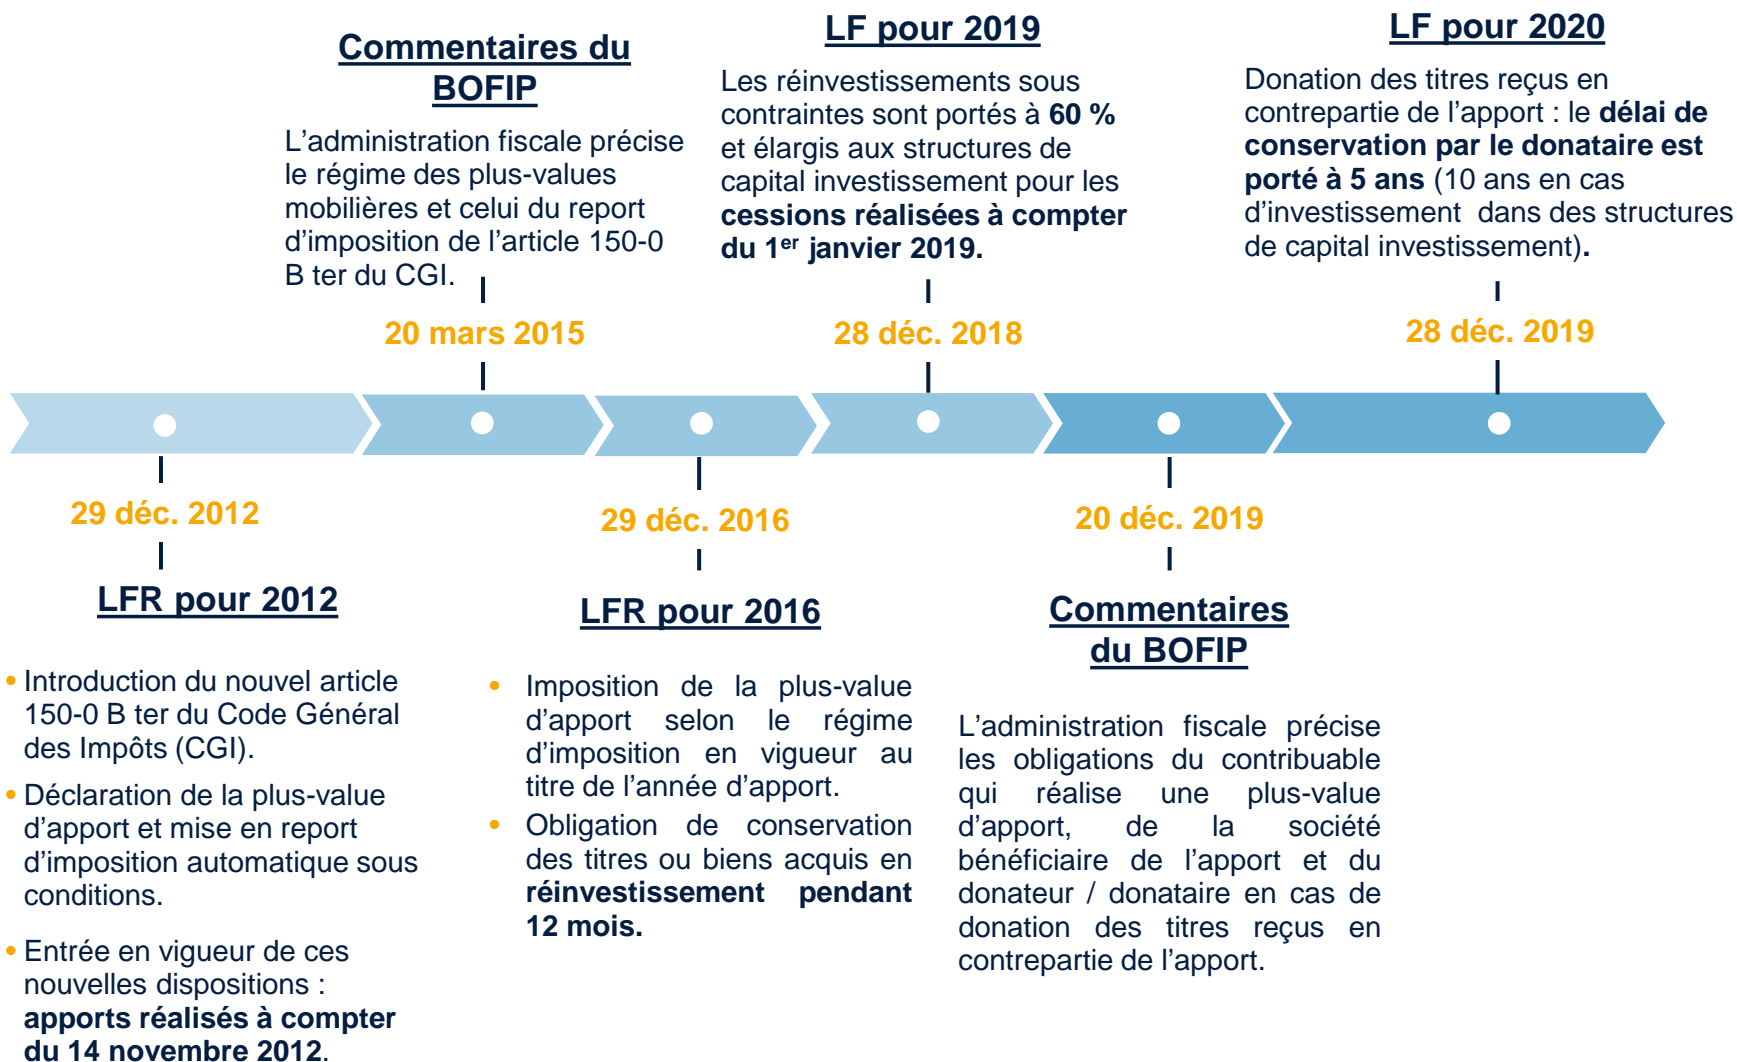 Commentaires du
BOFIP
L’administration fiscale précise
le régime des plus-values
mobilières et celui du report
d’imposition de l’article 150-0
B ter du CGI.
20 mars 2015
LF pour 2019
Les réinvestissements sous
contraintes sont portés à 60 %
et élargis aux structures de
capital investissement pour les
cessions réalisées à compter
du 1er janvier 2019.
28 déc. 2018
LF pour 2020
Donation des titres reçus en
contrepartie de l’apport : le délai de
conservation par le donataire est
porté à 5 ans (10 ans en cas
d’investissement dans des structures
de capital investissement).
28 déc. 2019
29 déc. 2012
LFR pour 2012
• Introduction du nouvel article
150-0 B ter du Code Général
des Impôts (CGI).
• Déclaration de la plus-value
d’apport et mise en report
d’imposition automatique sous
conditions.
• Entrée en vigueur de ces
nouvelles dispositions :
apports réalisés à compter
du 14 novembre 2012.
29 déc. 2016
LFR pour 2016
• Imposition de la plus-value
d’apport selon le régime
d’imposition en vigueur au
titre de l’année d’apport.
• Obligation de conservation
des titres ou biens acquis en
réinvestissement pendant
12 mois.
20 déc. 2019
Commentaires
du BOFIP
L’administration fiscale précise
les obligations du contribuable
qui réalise une plus-value
d’apport, de la société
bénéficiaire de l’apport et du
donateur / donataire en cas de
donation des titres reçus en
contrepartie de l’apport.